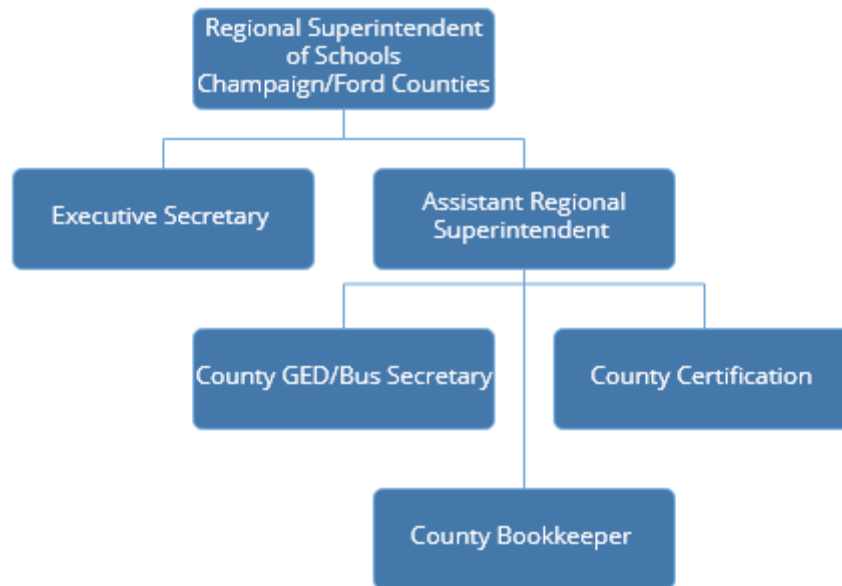 Regional Superintendent
of Schools
Champaign/Ford Counties
Executive Secretary
Assistant Regional
Superintendent
County GED/Bus Secretary
County Certification
County Bookkeeper